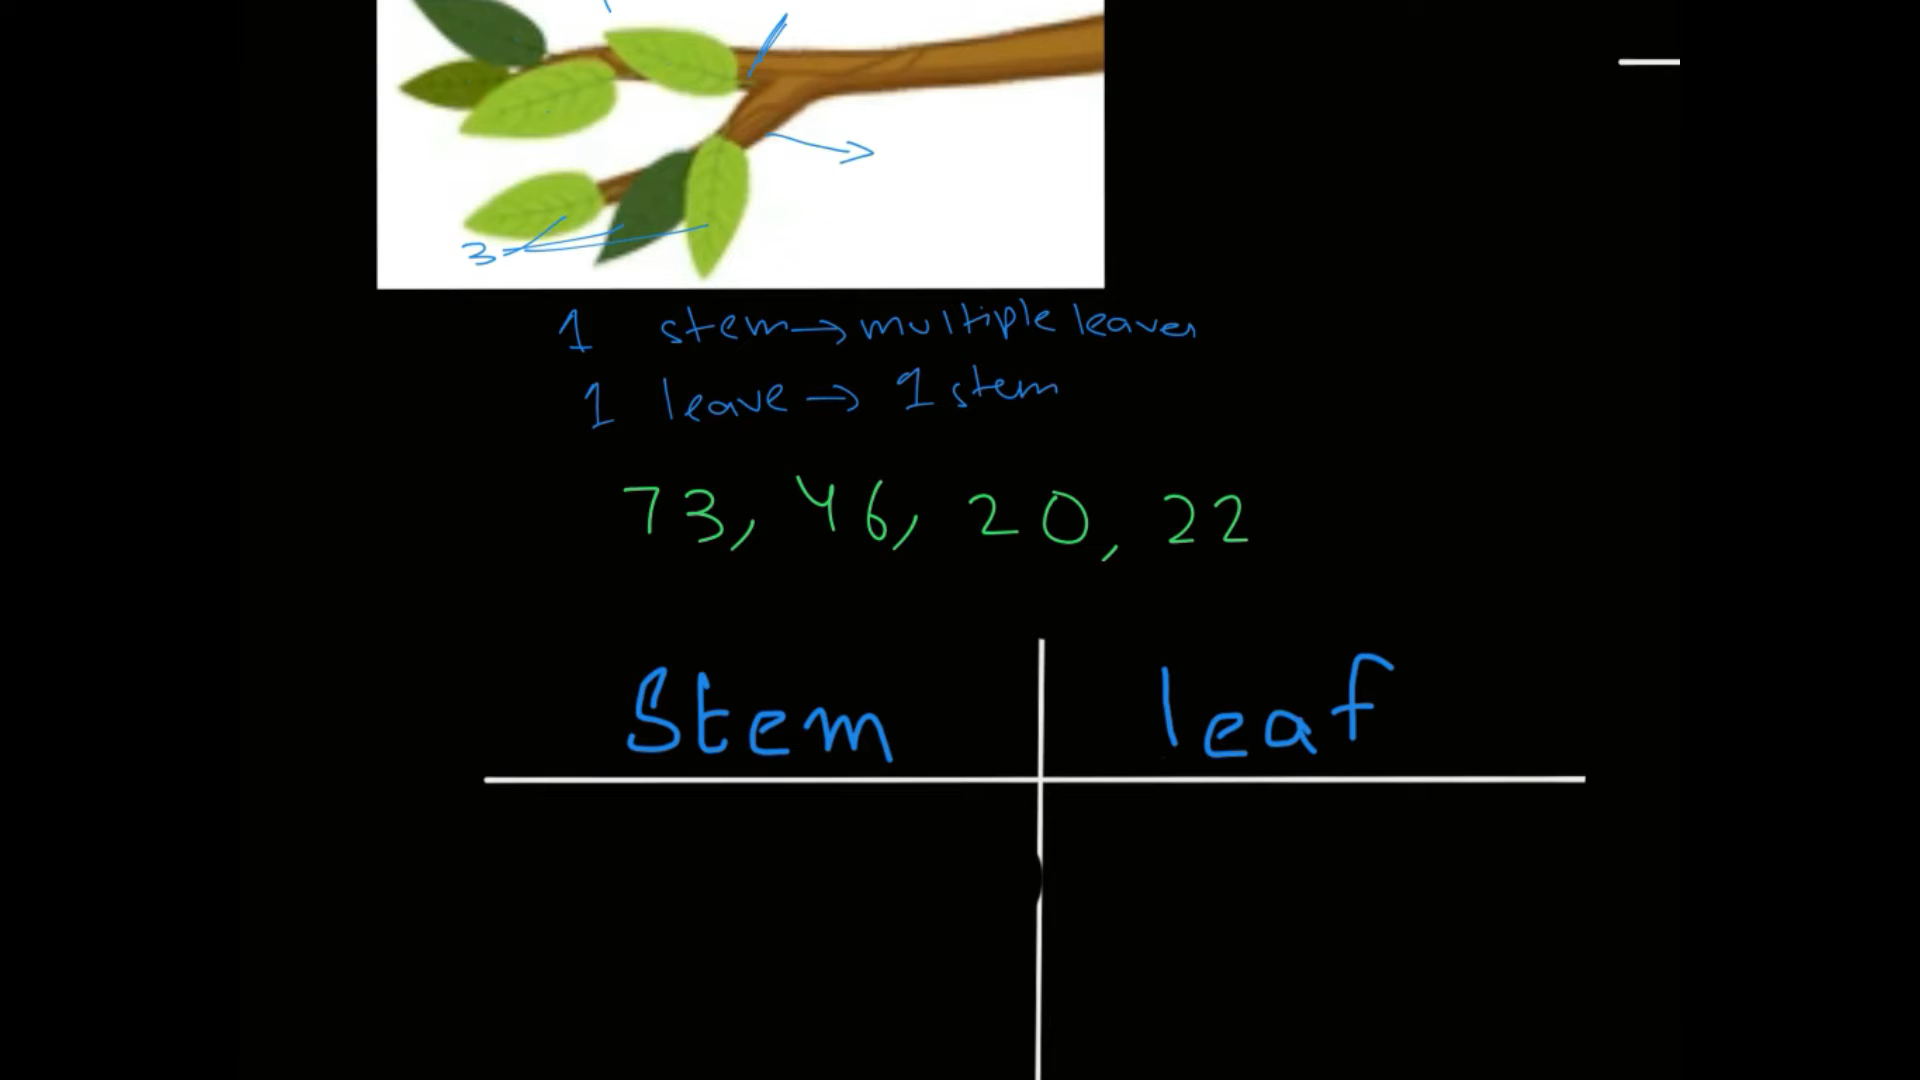 3
1 stem → multiple leaves
1 leave → 1 stem
73, 46, 20, 22
Stem leaf